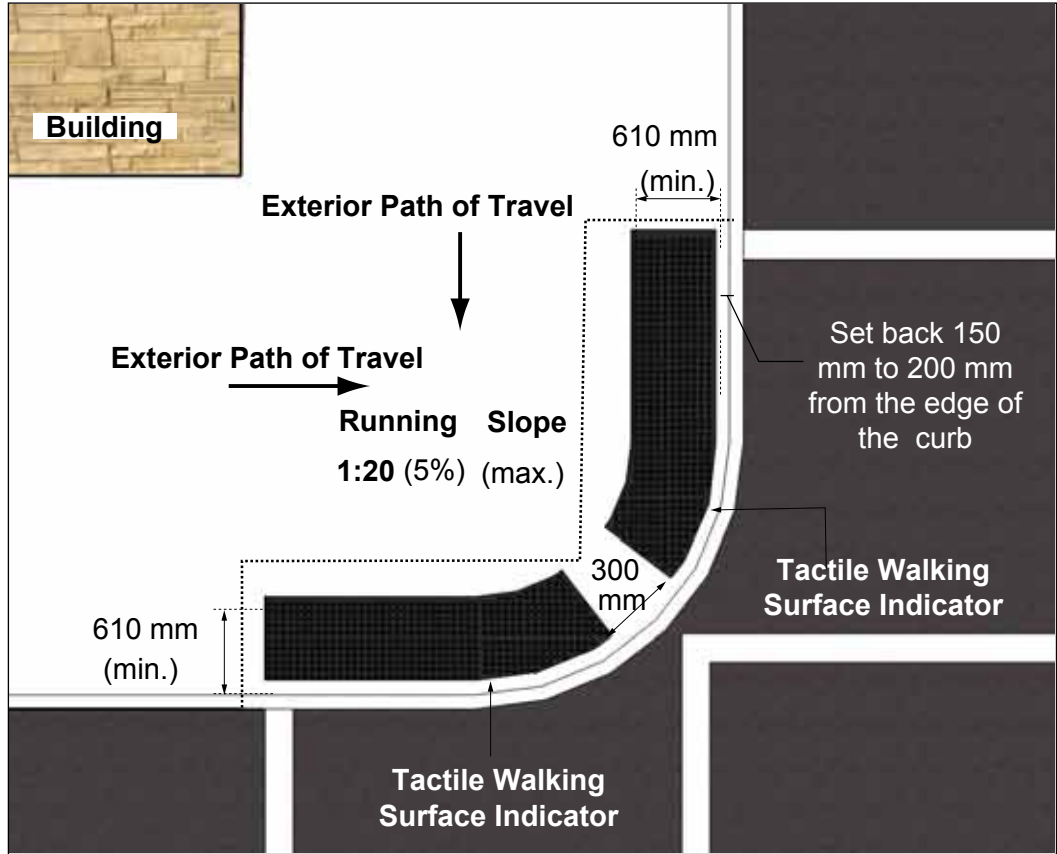 Building
610 mm
(min.)
Exterior Path of Travel
Exterior Path of Travel
Running Slope
1:20 (5%) (max.)
Set back 150
mm to 200 mm
from the edge of
the curb
300
mm
Tactile Walking
Surface Indicator
610 mm
(min.)
Tactile Walking
Surface Indicator